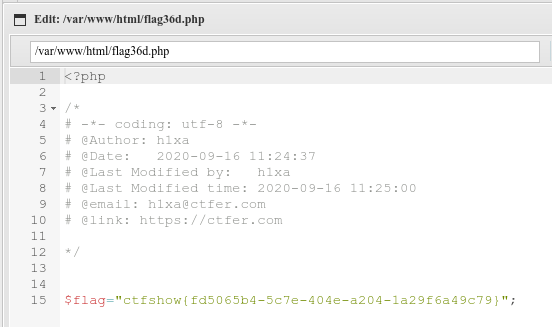 Edit: /var/www/html/flag36d.php
/var/www/html/flag36d.php
1 <?php
2
3 /*
4 # -*- coding: utf-8 -*-
5 # @Author: h1xa
6 # @Date:   2020-09-16 11:24:37
7 # @Last Modified by:   h1xa
8 # @Last Modified time: 2020-09-16 11:25:00
9 # @email: h1xa@ctfer.com
10 # @link: https://ctfer.com
11
12 */
13
14
15 $flag="ctfshow{fd5065b4-5c7e-404e-a204-1a29f6a49c79}";